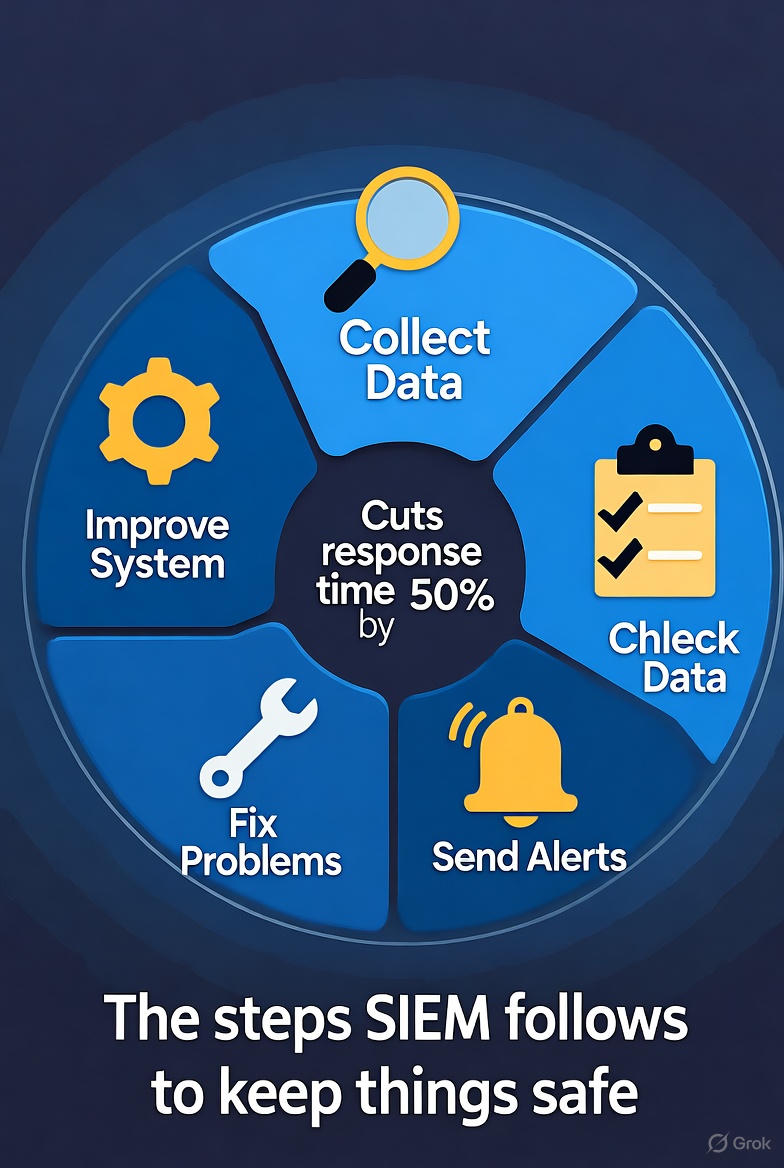 Collect
Data
Chleck
Data
Send Alerts
Fix
Problems
Improve
System
Cuts
response
time 50%
by
The steps SIEM follows
to keep things safe
Grok